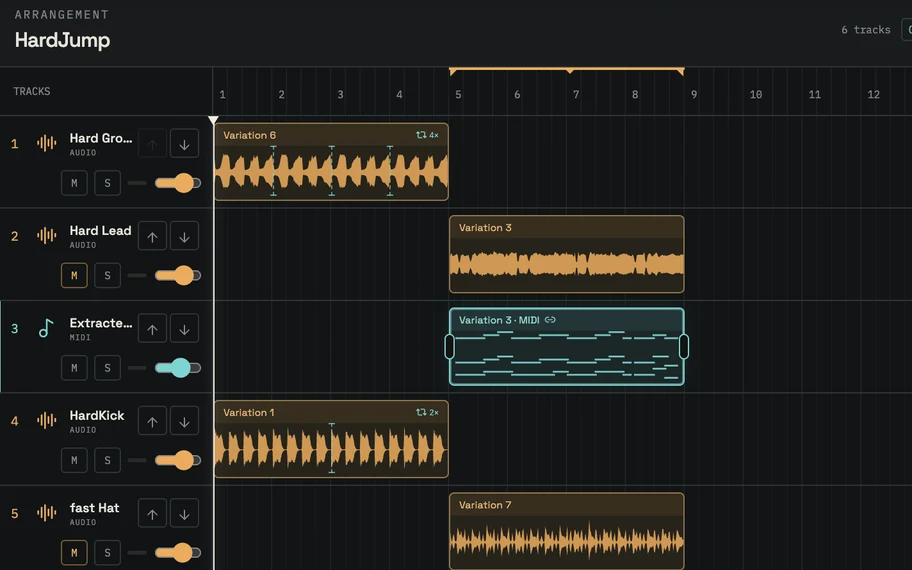 ARRANGEMENT
HardJump
6 tracks
TRACKS
1 2 3 4 5 6 7 8 9 10 11 12
1 Hard Gro...
AUDIO
M S
Variation 6 4×
2 Hard Lead
AUDIO
M S
Variation 3
3 Extracte...
MIDI
M S
Variation 3 · MIDI
4 HardKick
AUDIO
M S
Variation 1 2×
5 fast Hat
AUDIO
M S
Variation 7